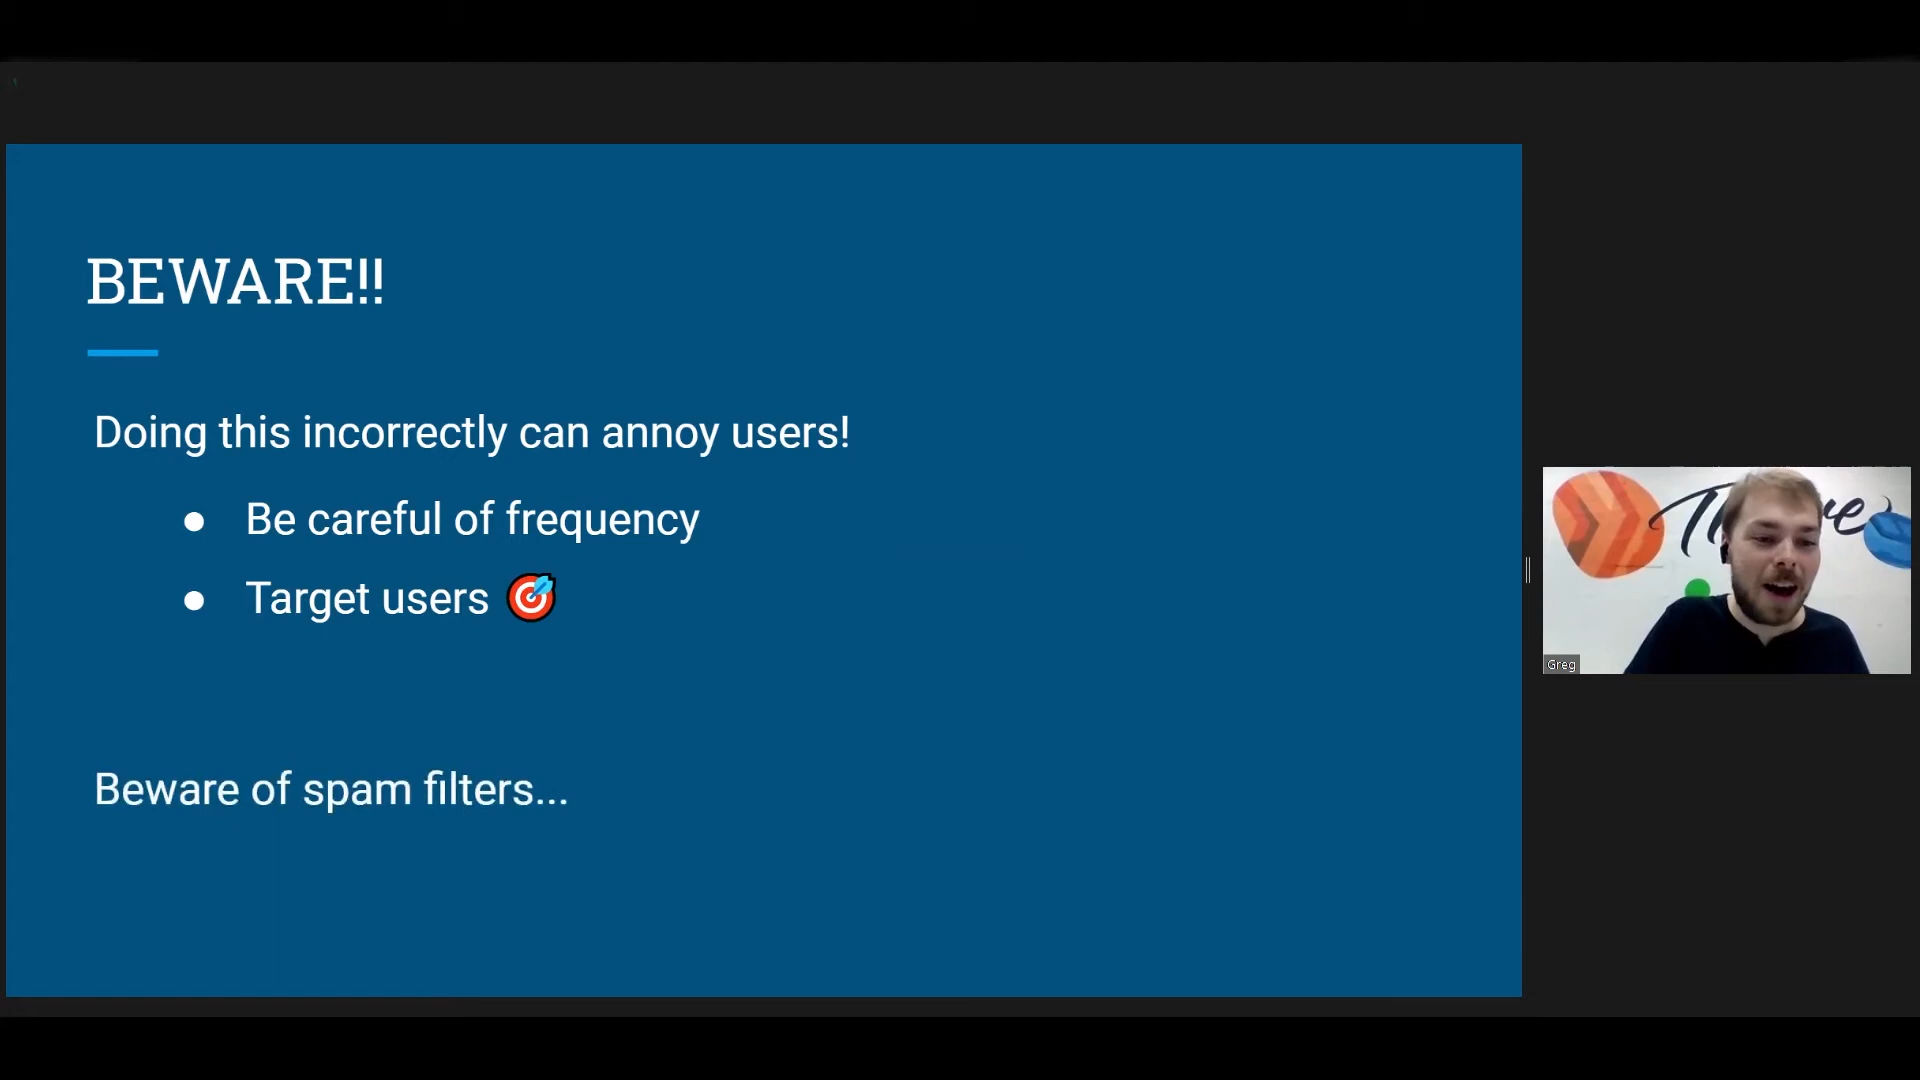 BEWARE!!
Doing this incorrectly can annoy users!
● Be careful of frequency
● Target users 🎯
Beware of spam filters...
Greg